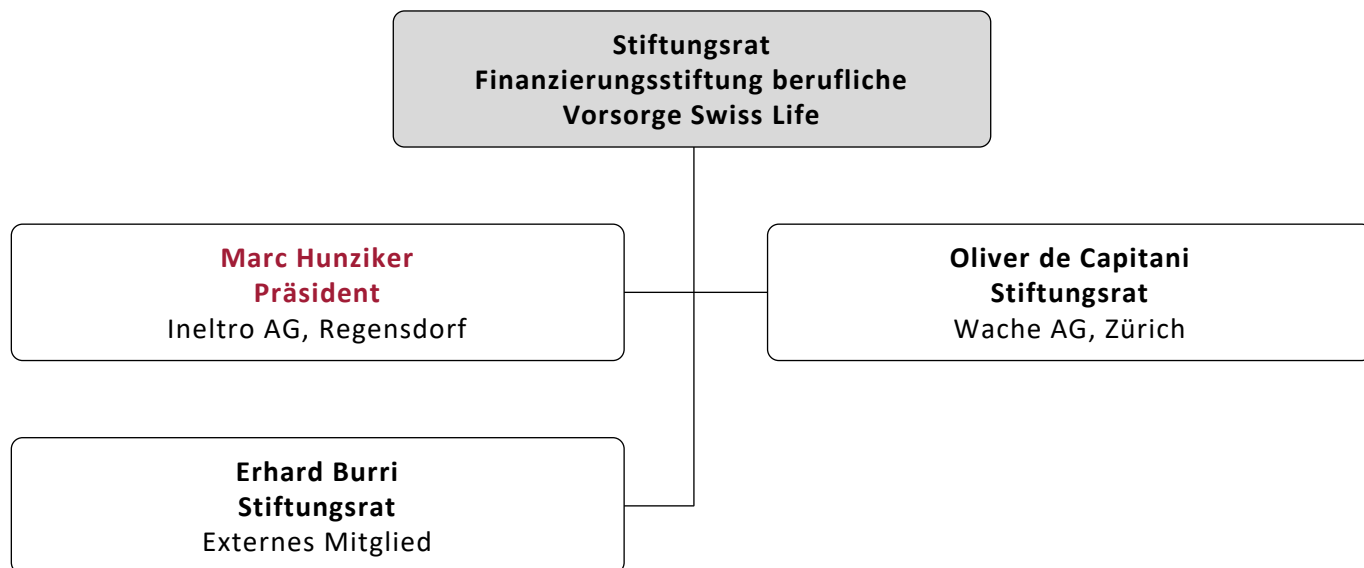 Stiftungsrat
Finanzierungsstiftung berufliche
Vorsorge Swiss Life
Marc Hunziker
Präsident
Ineltro AG, Regensdorf
Oliver de Capitani
Stiftungsrat
Wache AG, Zürich
Erhard Burri
Stiftungsrat
Externes Mitglied